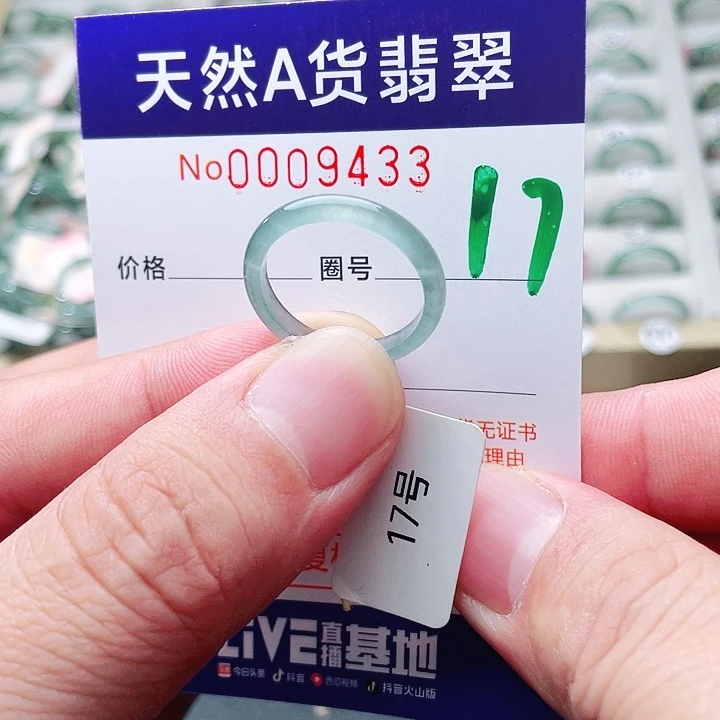 天然A货翡翠
No0009433
17
价格 圈号
无证书
理由
17号
LIVE直播基地
今日头条 抖音 西瓜视频 抖音火山版